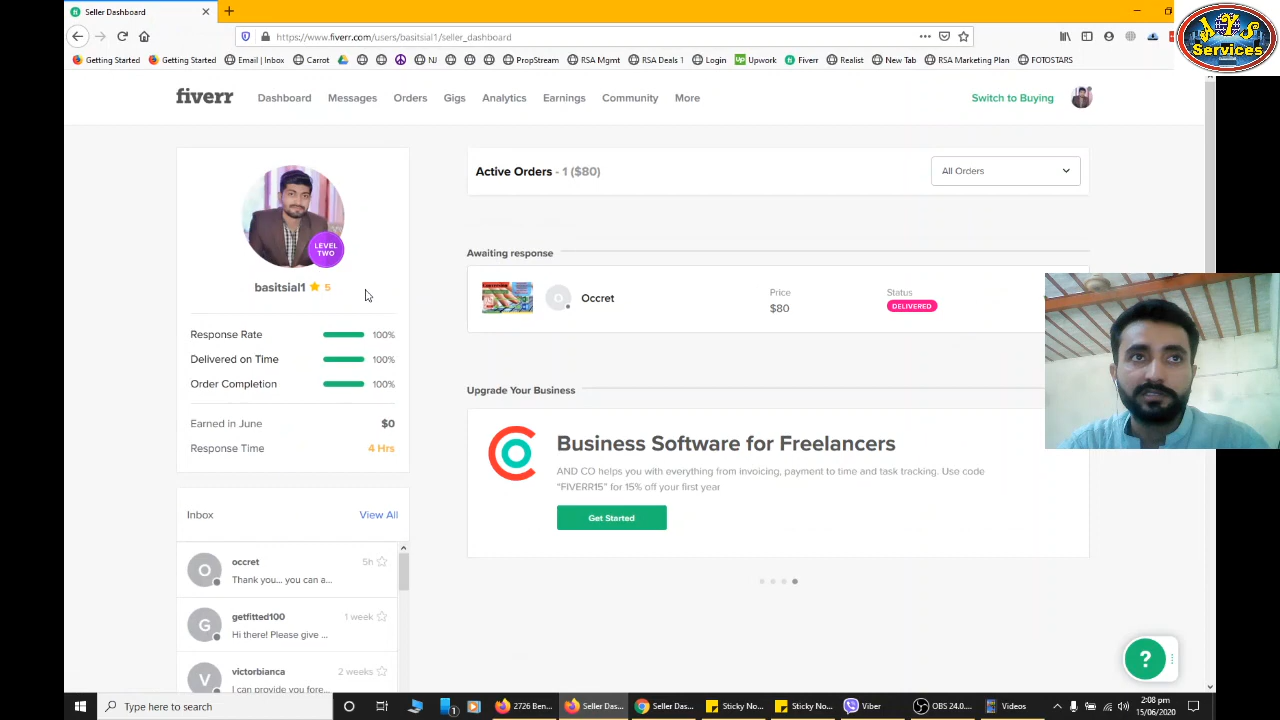 Seller Dashboard
https://www.fiverr.com/users/basitsial1/seller_dashboard
AYS
Services
Getting Started Getting Started Email | Inbox Carrot NJ PropStream RSA Mgmt RSA Deals 1 Login Up Upwork Fiverr Realist New Tab RSA Marketing Plan FOTOSTARS
fiverr Dashboard Messages Orders Gigs Analytics Earnings Community More Switch to Buying
LEVEL
TWO
basitsial1 5
Response Rate 100%
Delivered on Time 100%
Order Completion 100%
Earned in June $0
Response Time 4 Hrs
Inbox View All
O occret 5h
Thank you... you can a...
G getfitted100 1 week
Hi there! Please give ...
V victorbianca 2 weeks
I can provide you fore...
Active Orders - 1 ($80) All Orders
Awaiting response
O Occret
Price
$80
Status
DELIVERED
Upgrade Your Business
Business Software for Freelancers
AND CO helps you with everything from invoicing, payment to time and task tracking. Use code
“FIVERR15” for 15% off your first year
Get Started
?
Type here to search
2726 Ben... Seller Das... Seller Das... Sticky No... Sticky No... Viber OBS 24.0.... Videos
2:08 pm
15/06/2020